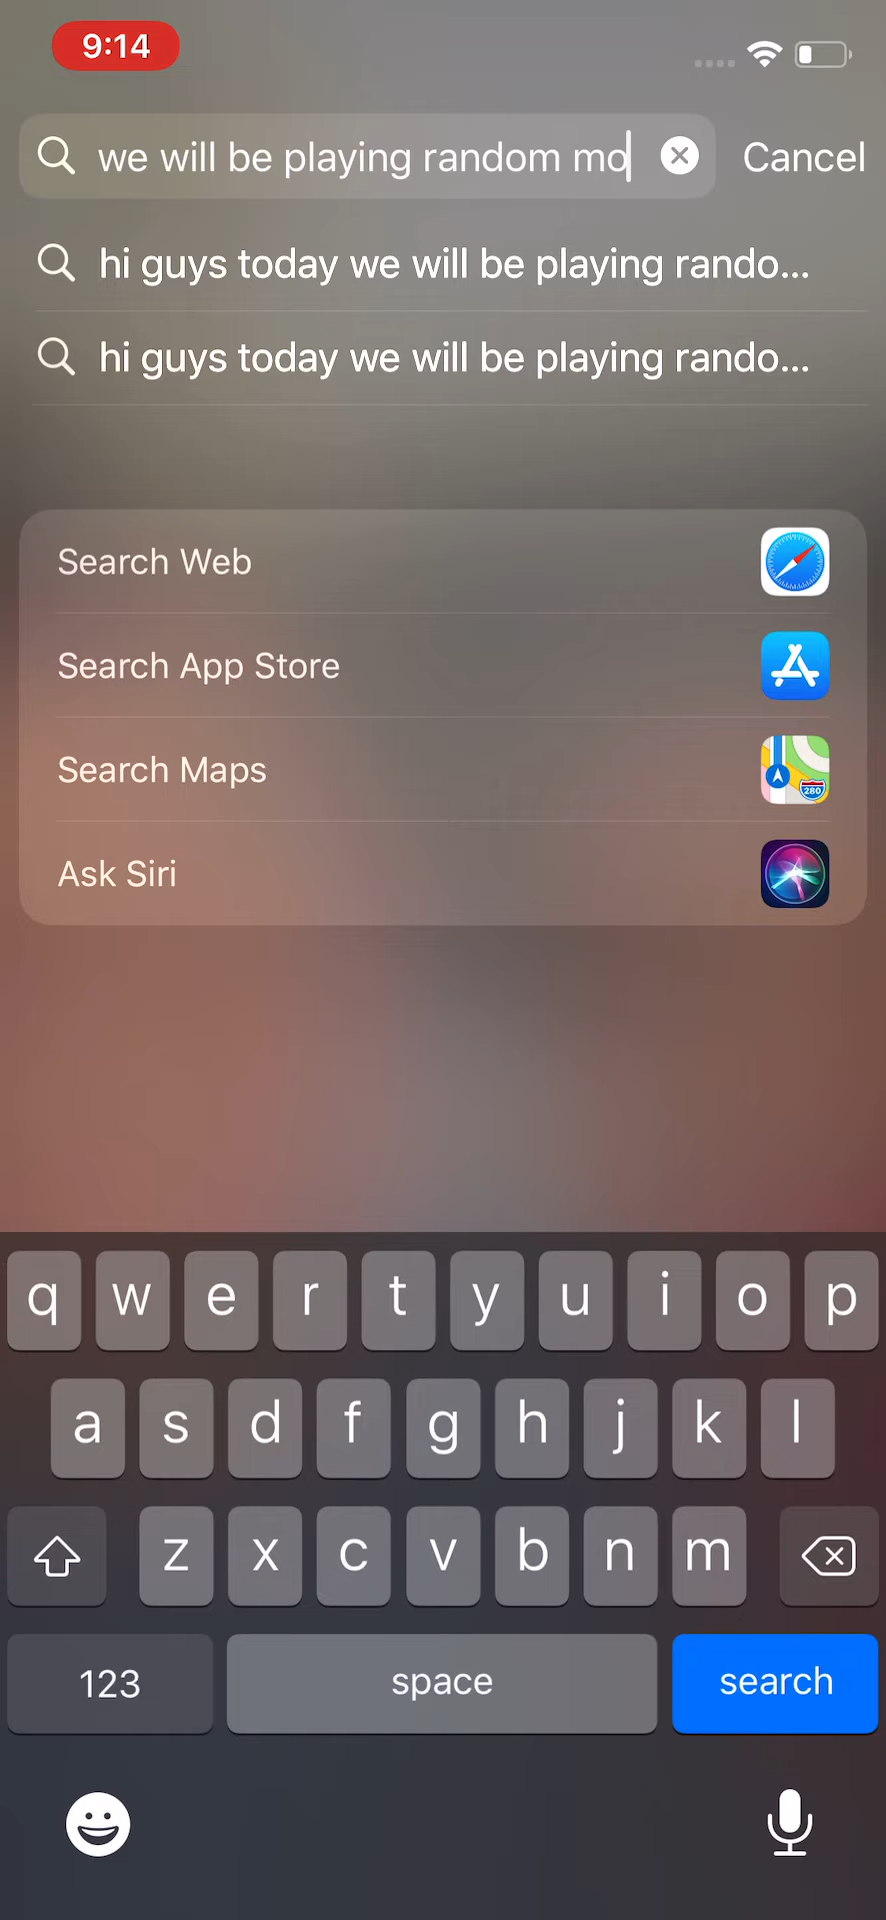 9:14
we will be playing random mo
Cancel
hi guys today we will be playing rando...
hi guys today we will be playing rando...
Search Web
Search App Store
Search Maps
280
Ask Siri
q w e r t y u i o p
a s d f g h j k l
z x c v b n m
123 space search